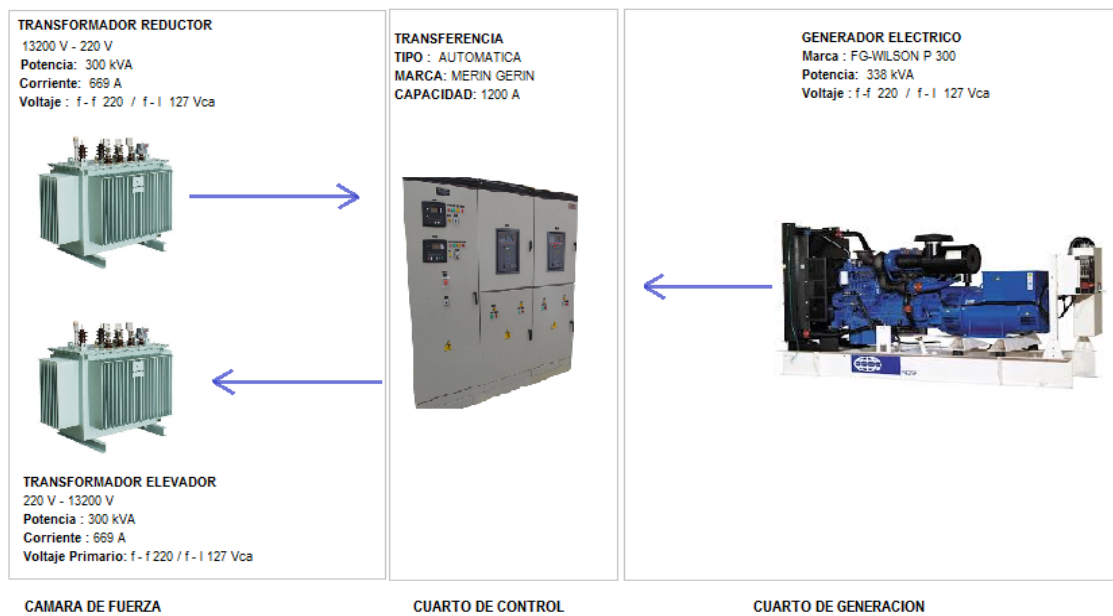 TRANSFORMADOR REDUCTOR
13200 V - 220 V
Potencia: 300 kVA
Corriente: 669 A
Voltaje : f - f 220 / f - l 127 Vca
TRANSFERENCIA
TIPO : AUTOMATICA
MARCA: MERIN GERIN
CAPACIDAD: 1200 A
GENERADOR ELECTRICO
Marca : FG-WILSON P 300
Potencia: 338 kVA
Voltaje : f -f 220 / f - l 127 Vca
TRANSFORMADOR ELEVADOR
220 V - 13200 V
Potencia : 300 kVA
Corriente : 669 A
Voltaje Primario: f - f 220 / f - l 127 Vca
CAMARA DE FUERZA
CUARTO DE CONTROL
CUARTO DE GENERACION